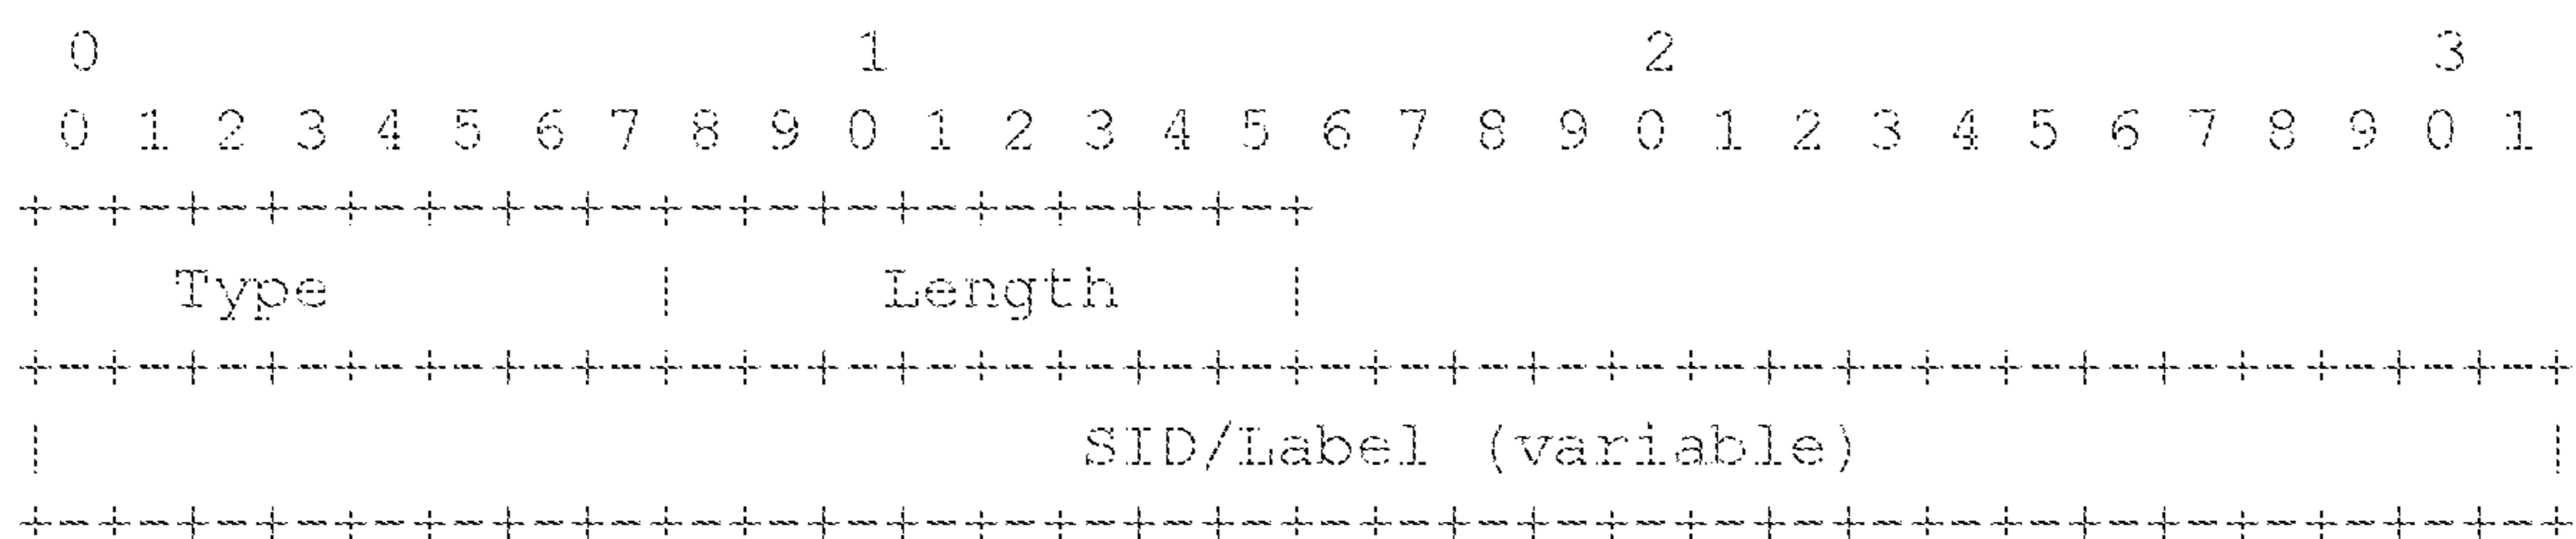 0                   1                   2                   3
 0 1 2 3 4 5 6 7 8 9 0 1 2 3 4 5 6 7 8 9 0 1 2 3 4 5 6 7 8 9 0 1
+-+-+-+-+-+-+-+-+-+-+-+-+-+-+-+-+
|   Type        |     Length    |
+-+-+-+-+-+-+-+-+-+-+-+-+-+-+-+-+-+-+-+-+-+-+-+-+-+-+-+-+-+-+-+-+
|                          SID/Label (variable)                 |
+-+-+-+-+-+-+-+-+-+-+-+-+-+-+-+-+-+-+-+-+-+-+-+-+-+-+-+-+-+-+-+-+